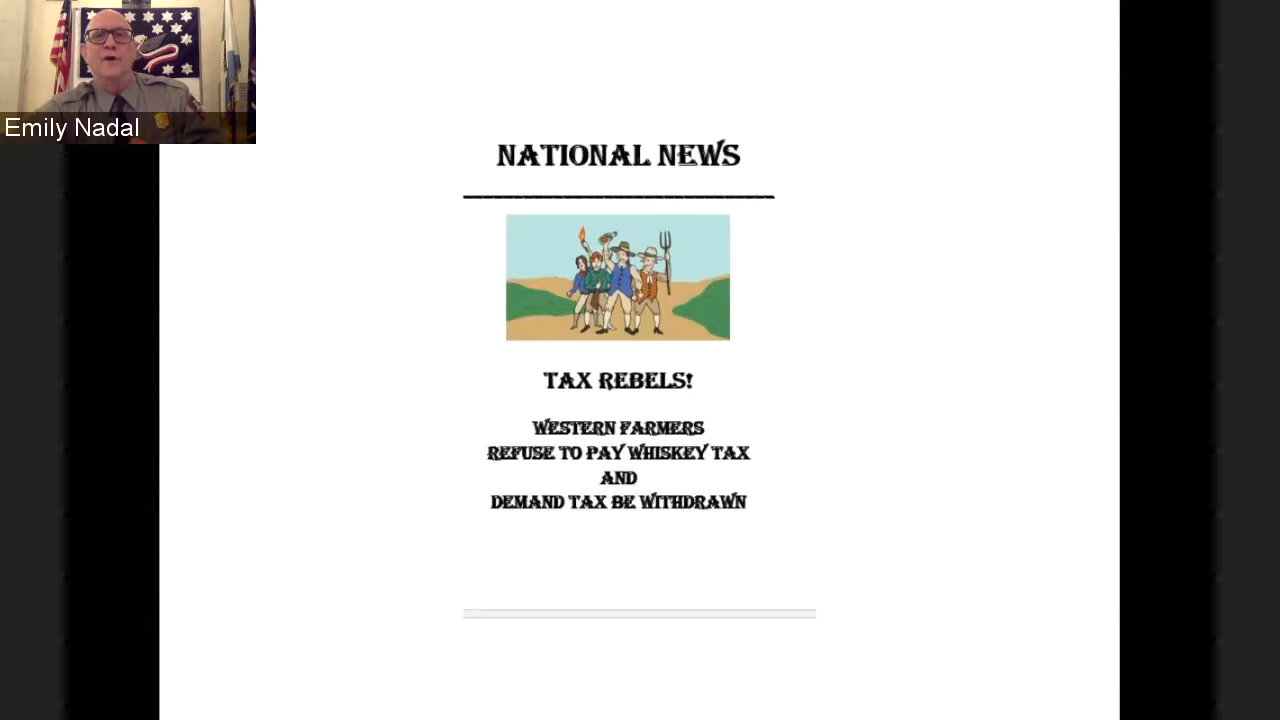 Emily Nadal
NATIONAL NEWS
TAX REBELS!
WESTERN FARMERS
REFUSE TO PAY WHISKEY TAX
AND
DEMAND TAX BE WITHDRAWN